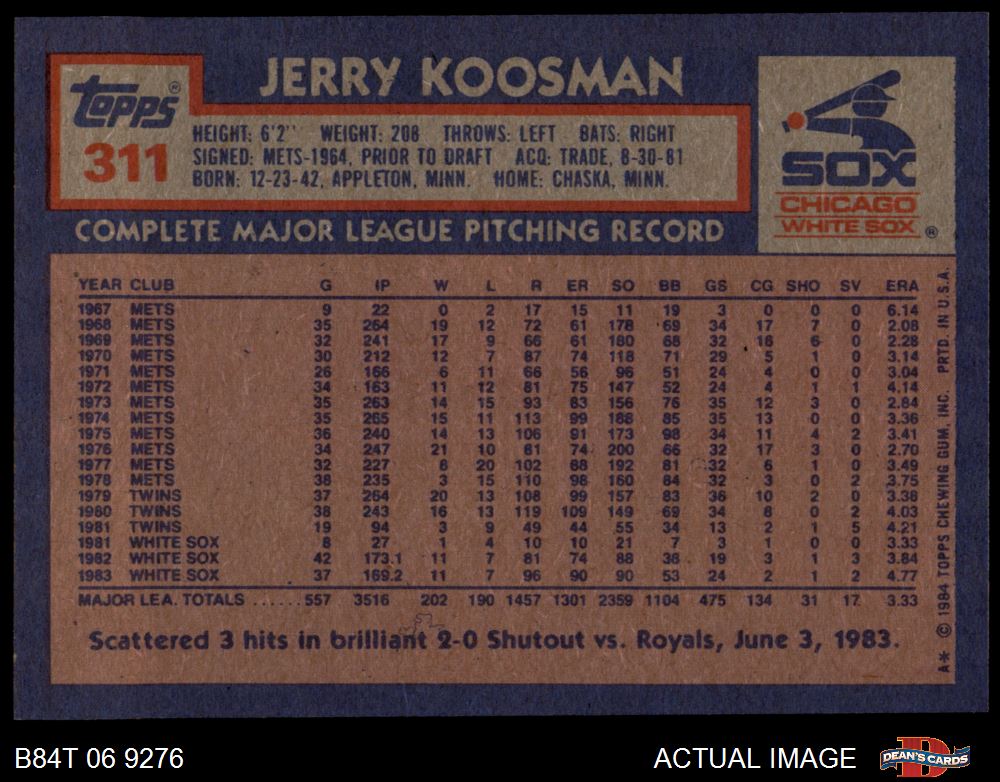 Topps®
311
JERRY KOOSMAN
HEIGHT: 6'2" WEIGHT: 208 THROWS: LEFT BATS: RIGHT
SIGNED: METS-1964, PRIOR TO DRAFT ACQ: TRADE, 8-30-81
BORN: 12-23-42, APPLETON, MINN. HOME: CHASKA, MINN.
SOX
CHICAGO
WHITE SOX ®
COMPLETE MAJOR LEAGUE PITCHING RECORD
YEAR CLUB G IP W L R ER SO BB GS CG SHO SV ERA
1967 METS 9 22 0 2 17 15 11 19 3 0 0 0 6.14
1968 METS 35 264 19 12 72 61 178 69 34 17 7 0 2.08
1969 METS 32 241 17 9 66 61 180 68 32 16 6 0 2.28
1970 METS 30 212 12 7 87 74 118 71 29 5 1 0 3.14
1971 METS 26 166 6 11 66 56 96 51 24 4 0 0 3.04
1972 METS 34 163 11 12 81 75 147 52 24 4 1 1 4.14
1973 METS 35 263 14 15 93 83 156 76 35 12 3 0 2.84
1974 METS 35 265 15 11 113 99 188 85 35 13 0 0 3.36
1975 METS 36 240 14 13 106 91 173 98 34 11 4 2 3.41
1976 METS 34 247 21 10 81 74 200 66 32 17 3 0 2.70
1977 METS 32 227 8 20 102 88 192 81 32 6 1 0 3.49
1978 METS 38 235 3 15 110 98 160 84 32 3 0 2 3.75
1979 TWINS 37 264 20 13 108 99 157 83 36 10 2 0 3.38
1980 TWINS 38 243 16 13 119 109 149 69 34 8 0 2 4.03
1981 TWINS 19 94 3 9 49 44 55 34 13 2 1 5 4.21
1981 WHITE SOX 8 27 1 4 10 10 21 7 3 1 0 0 3.33
1982 WHITE SOX 42 173.1 11 7 81 74 88 38 19 3 1 3 3.84
1983 WHITE SOX 37 169.2 11 7 96 90 90 53 24 2 1 2 4.77
MAJOR LEA. TOTALS ...... 557 3516 202 190 1457 1301 2359 1104 475 134 31 17 3.33
Scattered 3 hits in brilliant 2-0 Shutout vs. Royals, June 3, 1983.
A* © 1984 TOPPS CHEWING GUM, INC. PRTD. IN U.S.A.
B84T 06 9276
ACTUAL IMAGE
DEAN'S CARDS